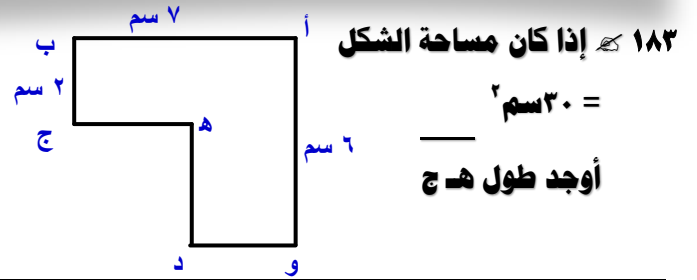 ١٨٣ ✍ إذا كان مساحة الشكل
= ٣٠سم٢
أوجد طول هـ ج
٧ سم
أ
ب
٢ سم
ج
هـ
٦ سم
د
و